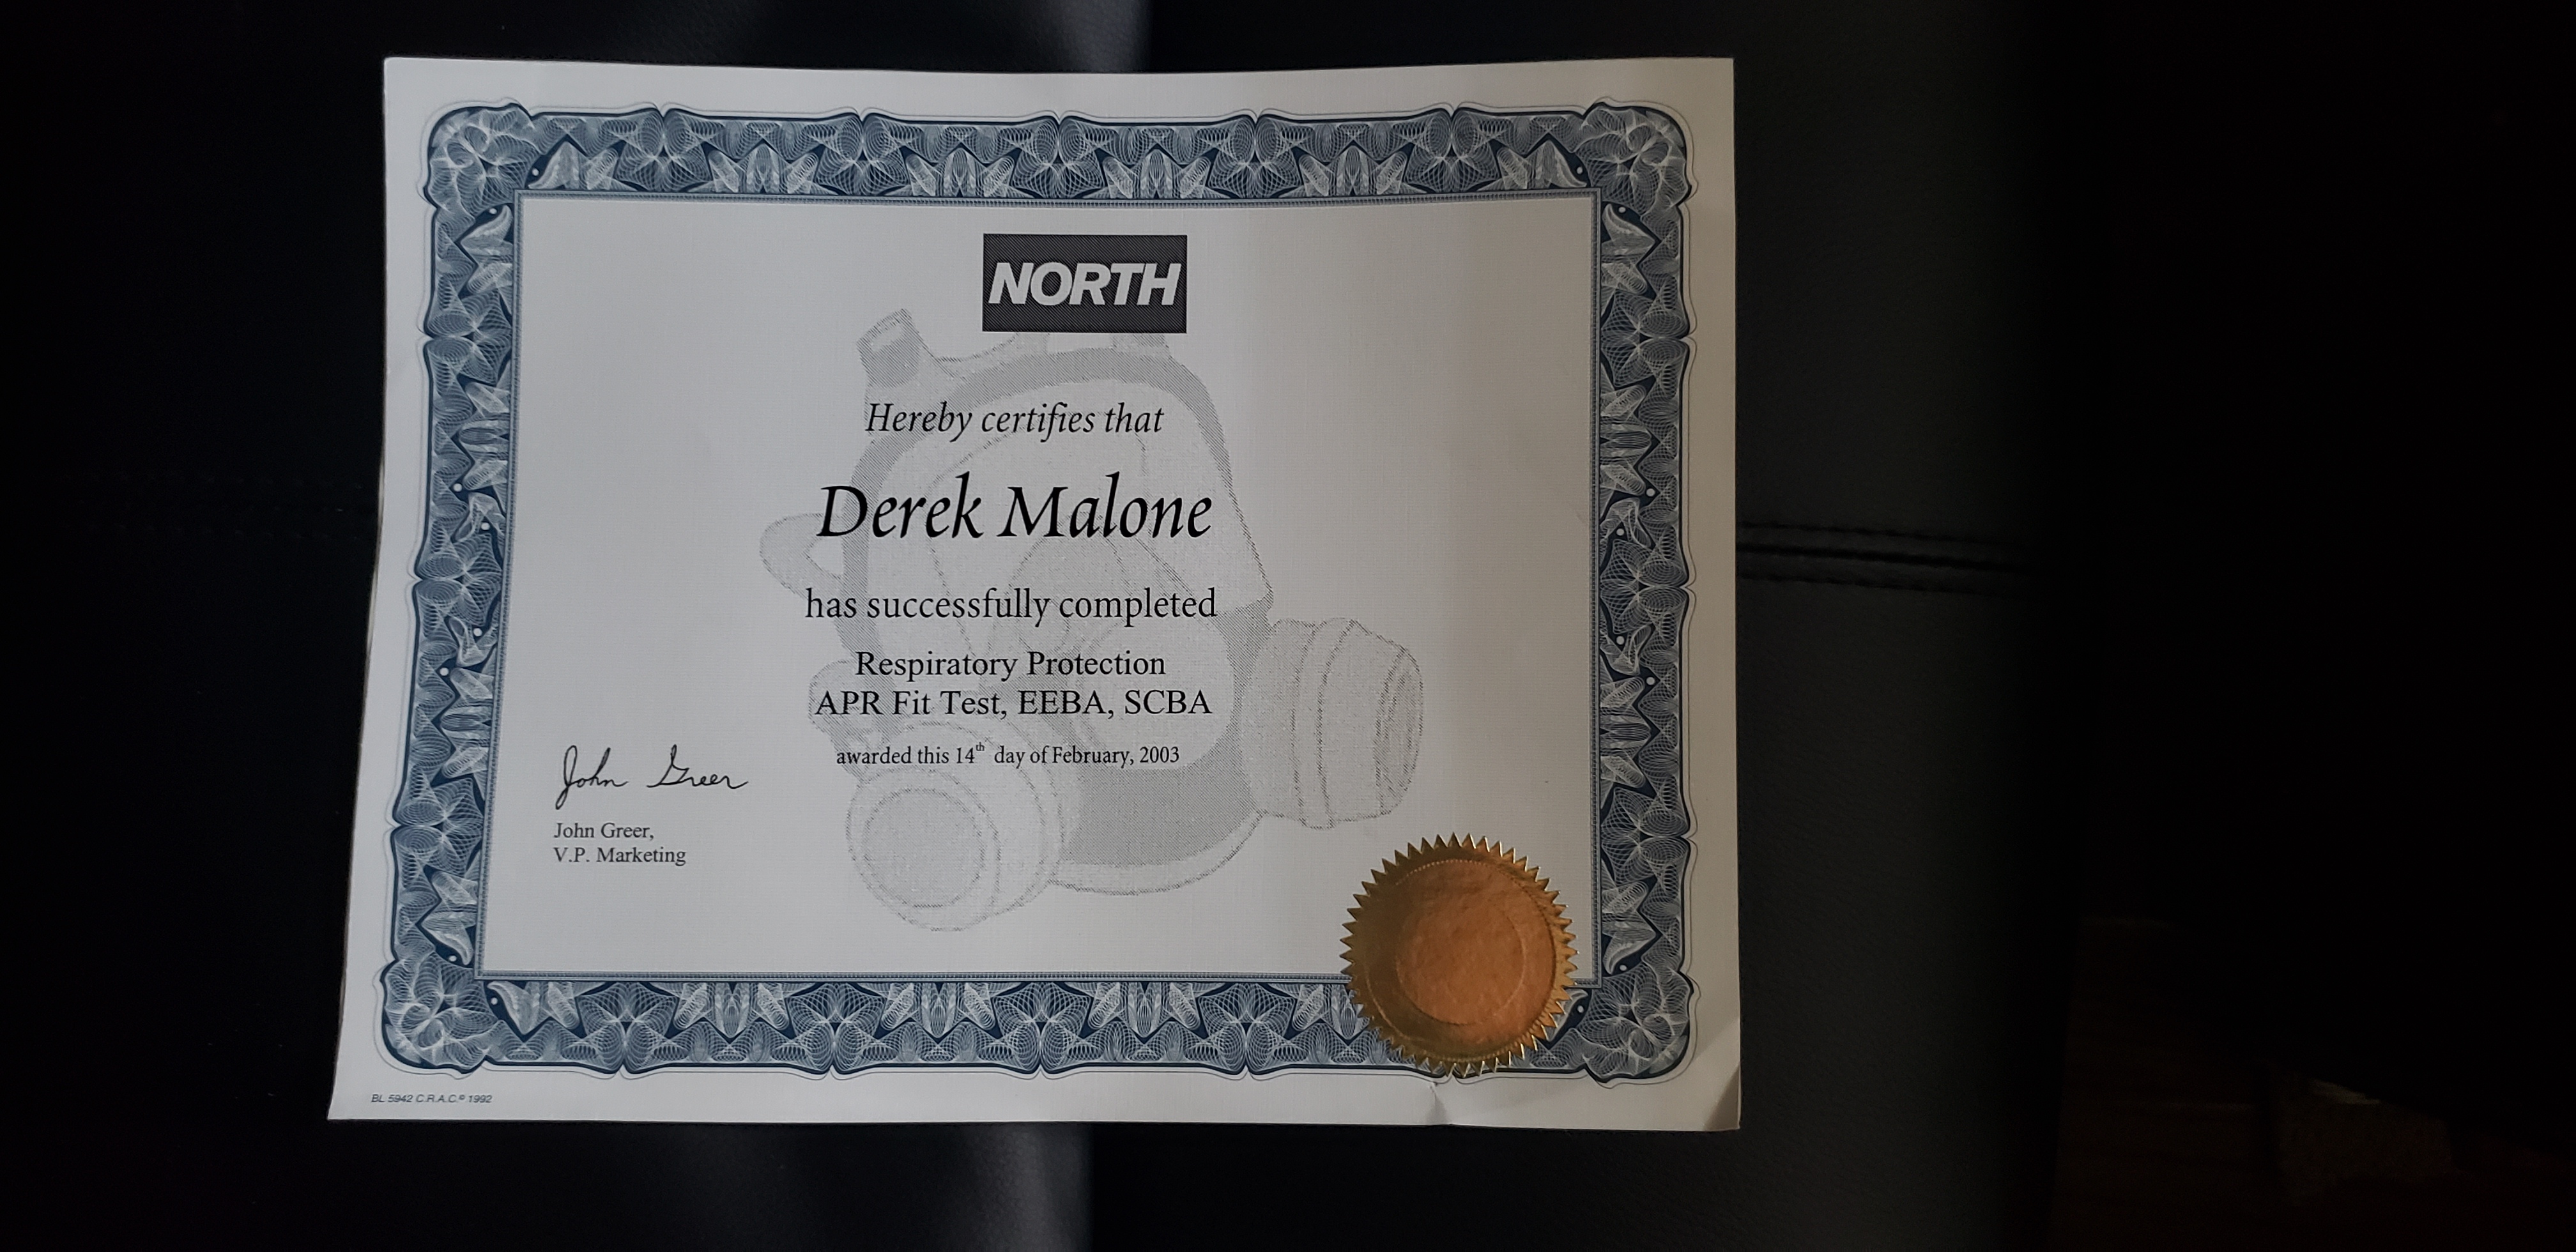 NORTH
Hereby certifies that
Derek Malone
has successfully completed
Respiratory Protection
APR Fit Test, EEBA, SCBA
awarded this 14th day of February, 2003
John Greer
John Greer,
V.P. Marketing
BL 5942 C.R.A.C.© 1992